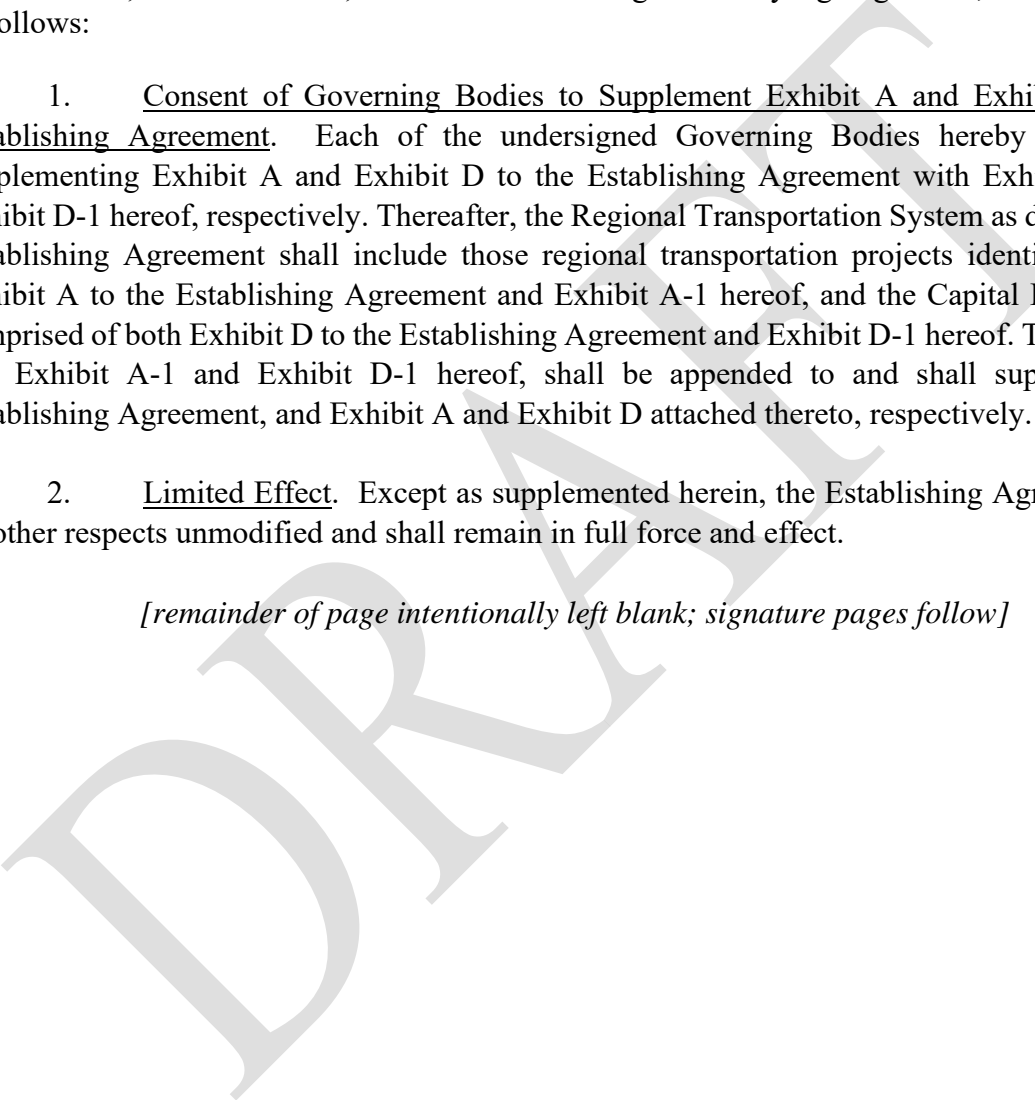 ollows:
1. Consent of Governing Bodies to Supplement Exhibit A and Exhi
ablishing Agreement. Each of the undersigned Governing Bodies hereby
plementing Exhibit A and Exhibit D to the Establishing Agreement with Exh
ibit D-1 hereof, respectively. Thereafter, the Regional Transportation System as d
ablishing Agreement shall include those regional transportation projects identi
ibit A to the Establishing Agreement and Exhibit A-1 hereof, and the Capital
mprised of both Exhibit D to the Establishing Agreement and Exhibit D-1 hereof. T
Exhibit A-1 and Exhibit D-1 hereof, shall be appended to and shall sup
ablishing Agreement, and Exhibit A and Exhibit D attached thereto, respectively.
2. Limited Effect. Except as supplemented herein, the Establishing Agr
other respects unmodified and shall remain in full force and effect.
[remainder of page intentionally left blank; signature pages follow]
DRAFT